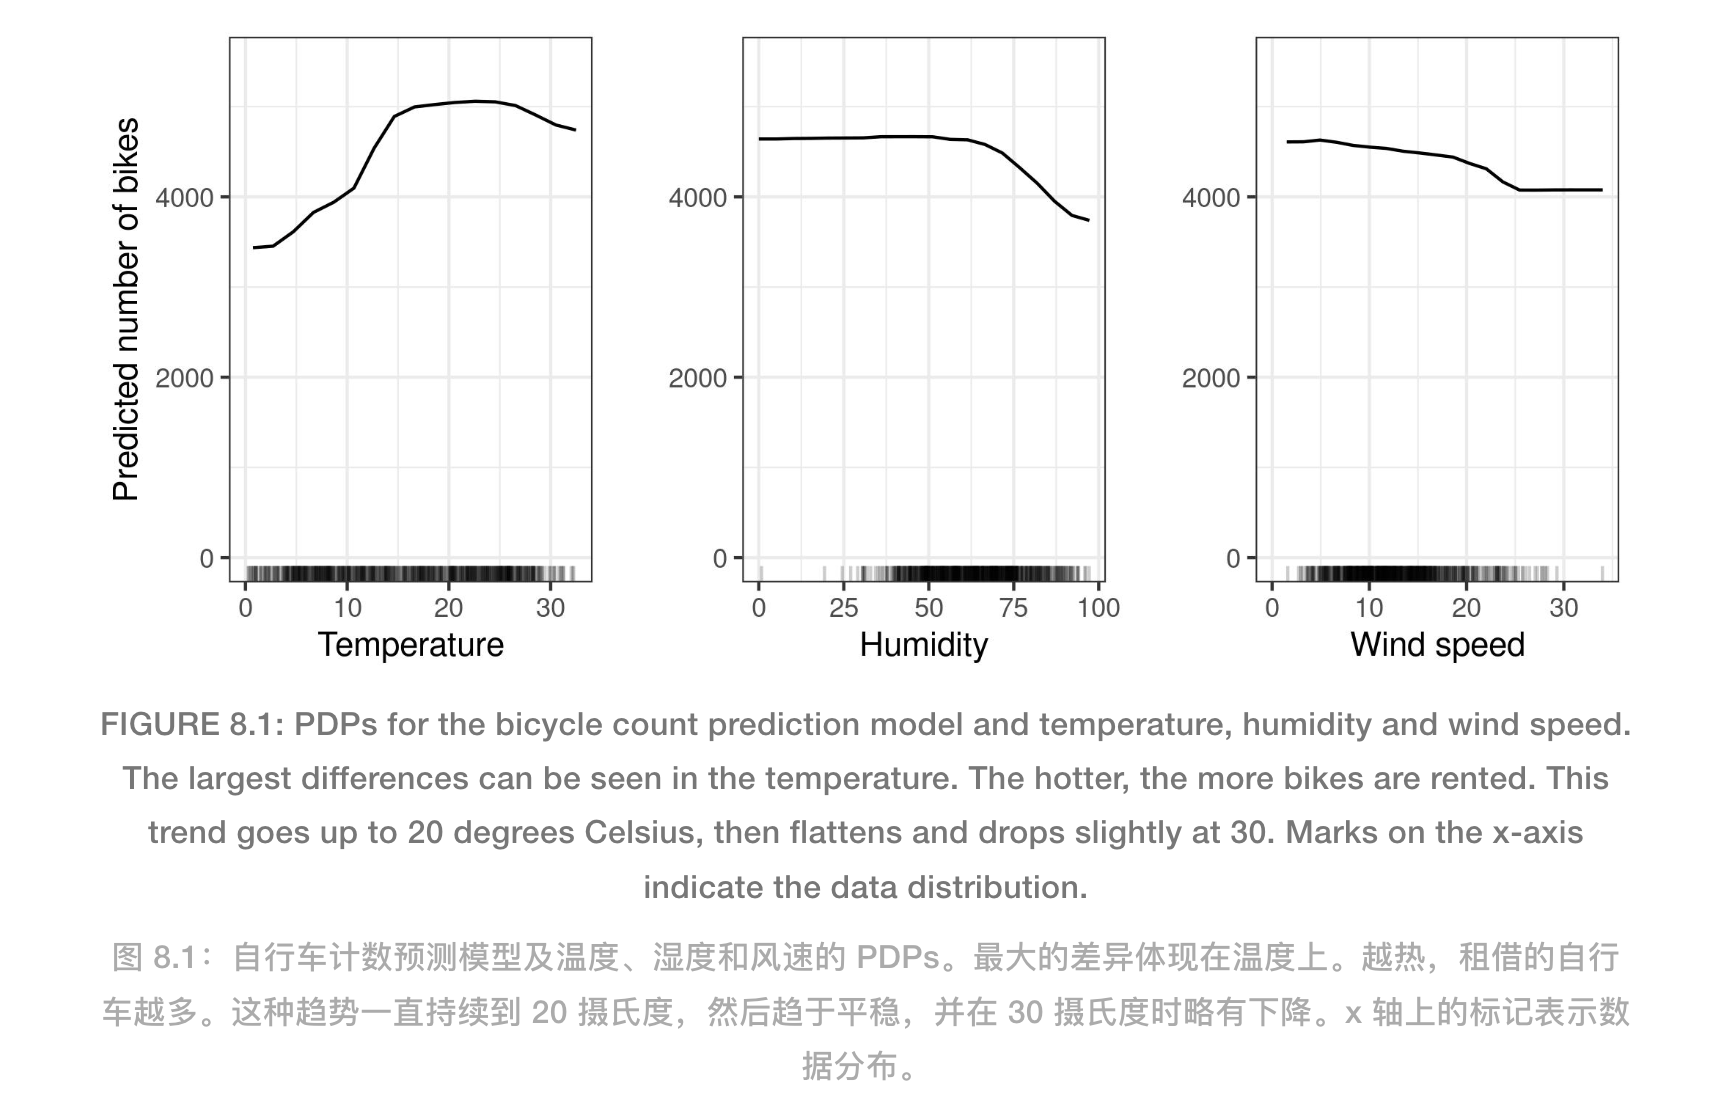 Predicted number of bikes
4000
2000
0
0 10 20 30
Temperature
4000
2000
0
0 25 50 75 100
Humidity
4000
2000
0
0 10 20 30
Wind speed
FIGURE 8.1: PDPs for the bicycle count prediction model and temperature, humidity and wind speed.
The largest differences can be seen in the temperature. The hotter, the more bikes are rented. This
trend goes up to 20 degrees Celsius, then flattens and drops slightly at 30. Marks on the x-axis
indicate the data distribution.
图 8.1：自行车计数预测模型及温度、湿度和风速的 PDPs。最大的差异体现在温度上。越热，租借的自行
车越多。这种趋势一直持续到 20 摄氏度，然后趋于平稳，并在 30 摄氏度时略有下降。x 轴上的标记表示数
据分布。